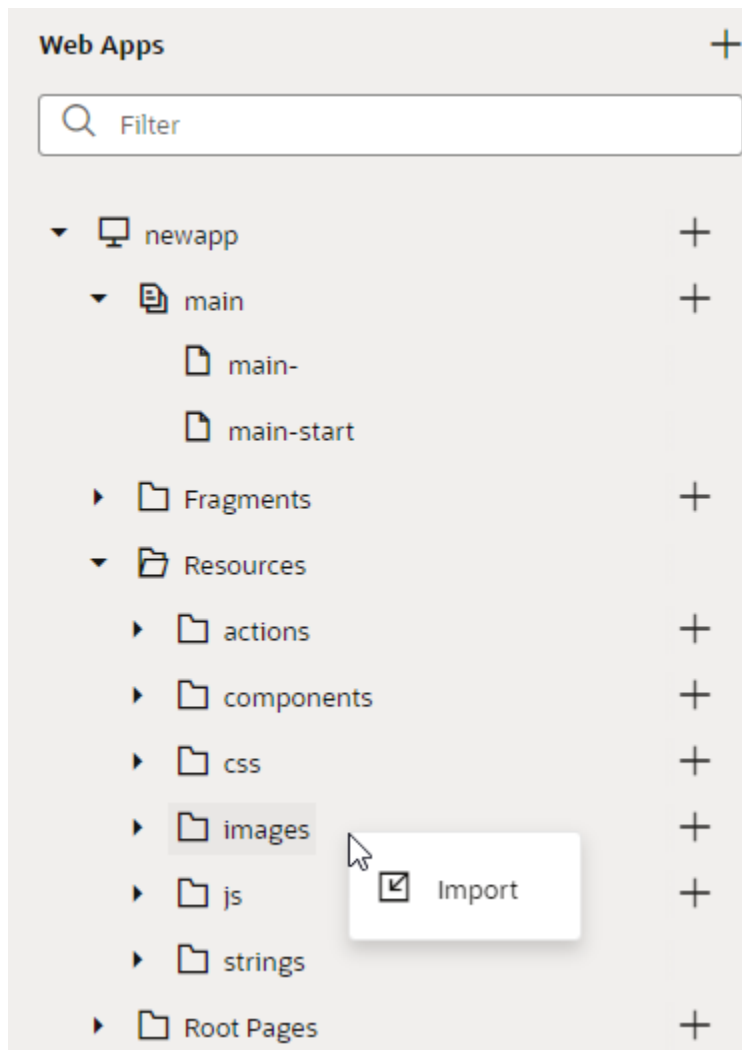 Web Apps
Filter
newapp
main
main-
main-start
Fragments
Resources
actions
components
css
images
Import
js
strings
Root Pages